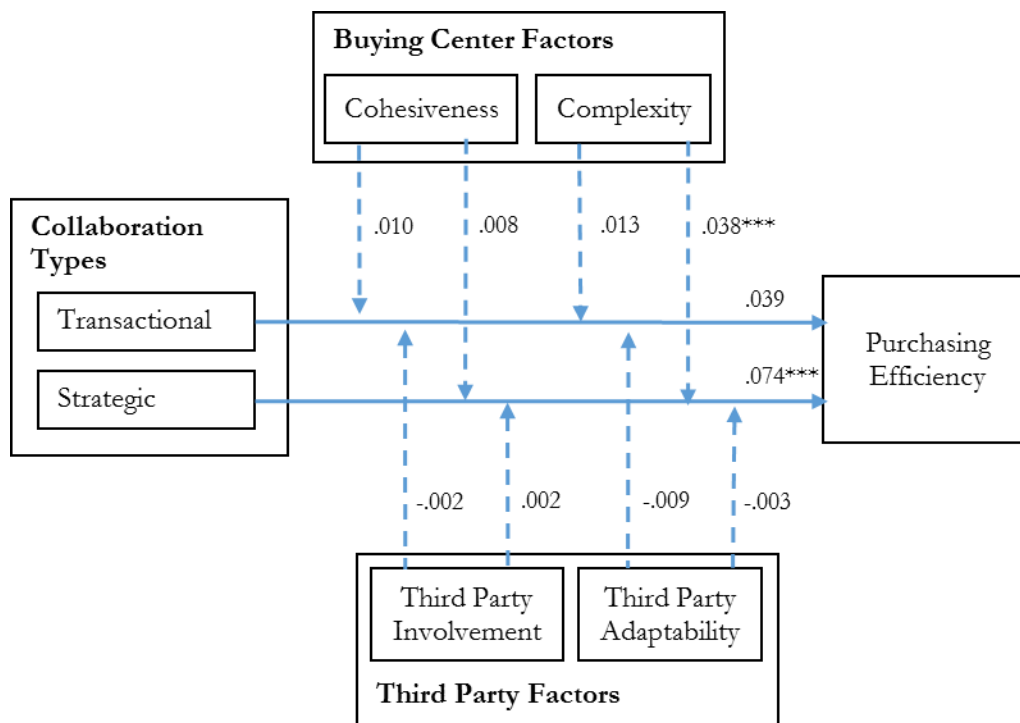 Buying Center Factors
Cohesiveness
Complexity
.010
.008
.013
.038***
Collaboration
Types
Transactional
Strategic
.039
.074***
Purchasing
Efficiency
-.002
.002
-.009
-.003
Third Party
Involvement
Third Party
Adaptability
Third Party Factors